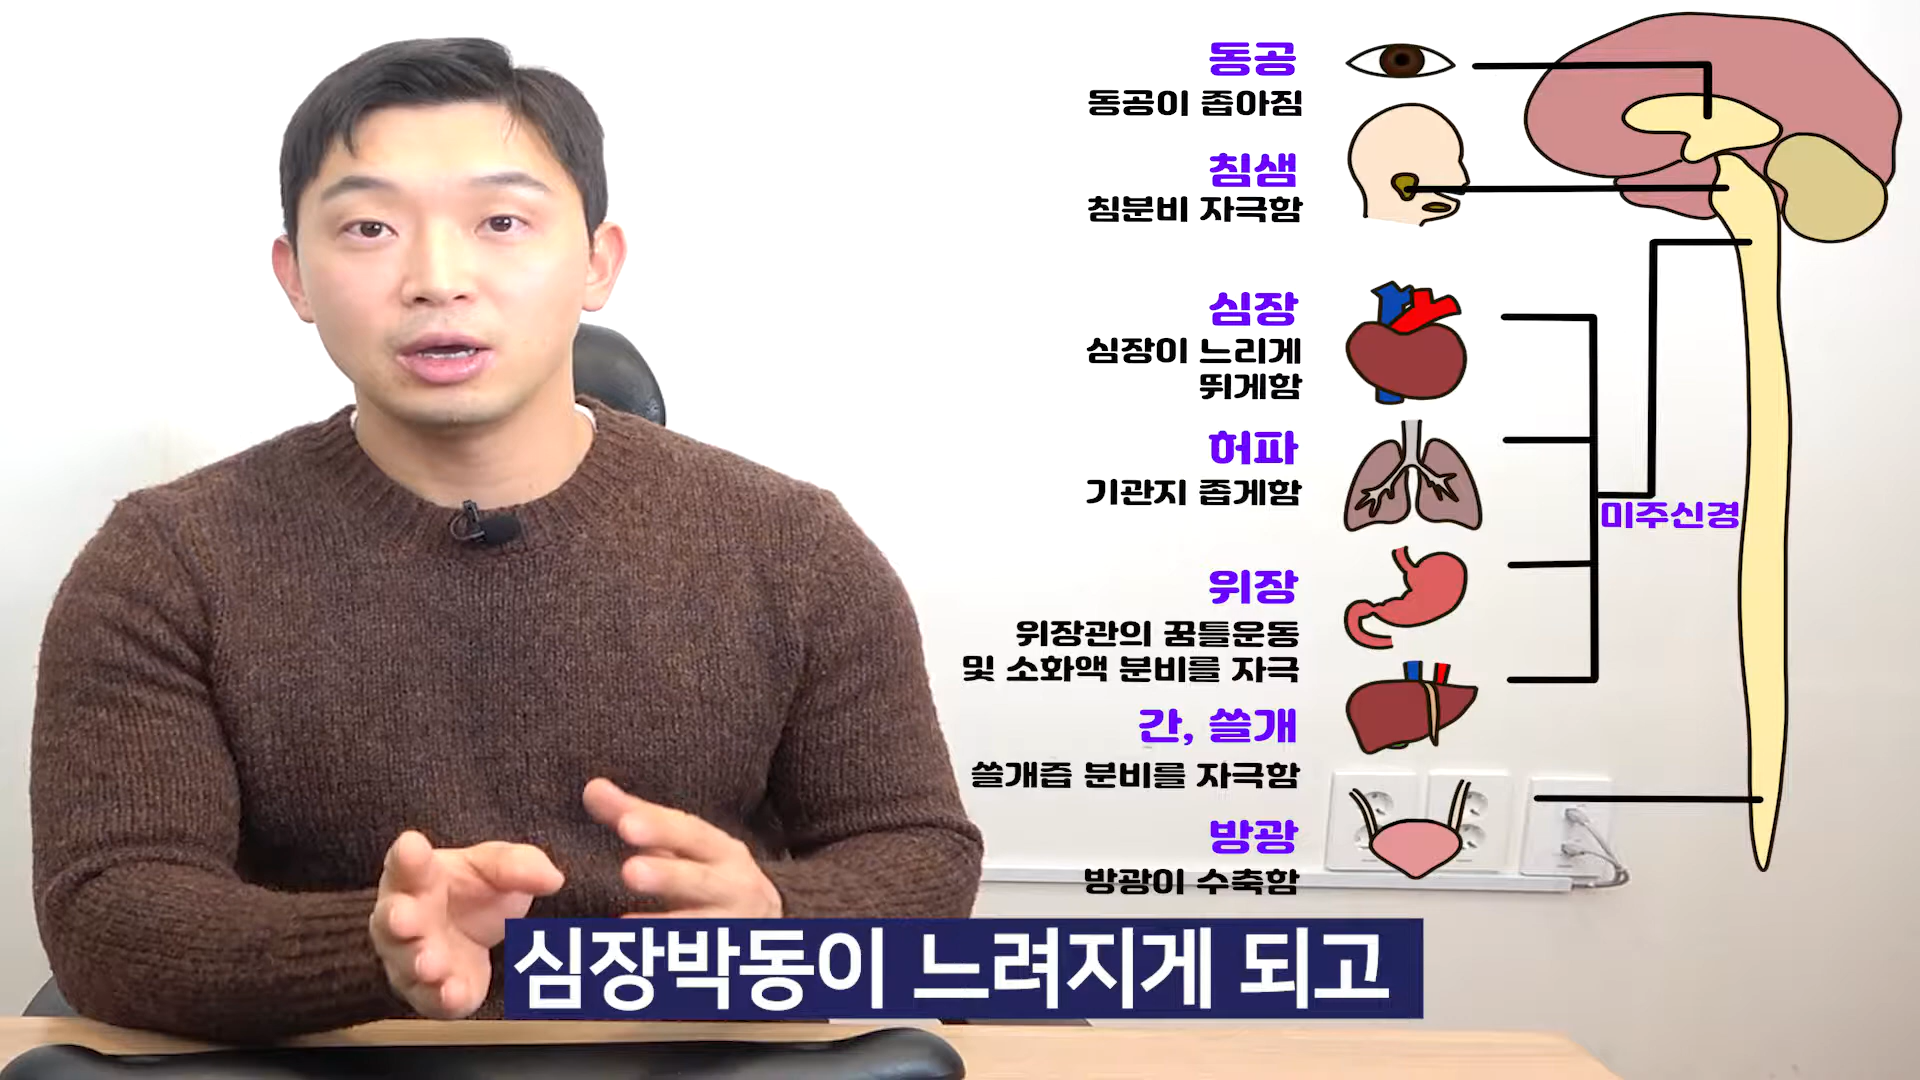 동공
동공이 좁아짐
침샘
침분비 자극함
심장
심장이 느리게
뛰게함
허파
기관지 좁게함
미주신경
위장
위장관의 꿈틀운동
및 소화액 분비를 자극
간, 쓸개
쓸개즙 분비를 자극함
방광
방광이 수축함
심장박동이 느려지게 되고